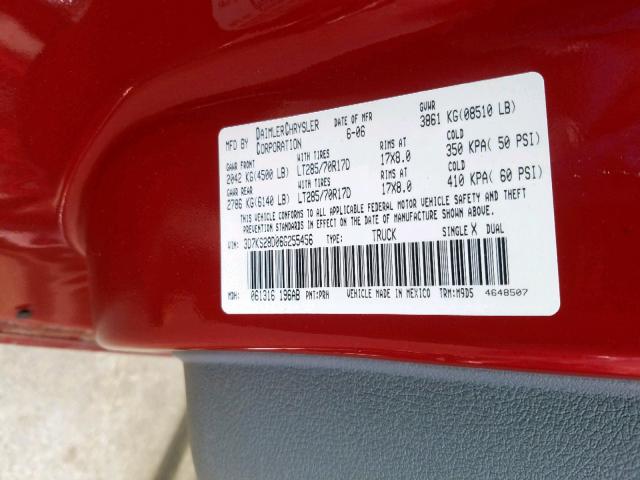 MFD BY DAIMLERCHRYSLER CORPORATION DATE OF MFR 6-06 GVWR 3861 KG(08510 LB)
GAWR FRONT WITH TIRES RIMS AT COLD
2042 KG(4500 LB) LT285/70R17D 17X8.0 350 KPA( 50 PSI)
GAWR REAR WITH TIRES RIMS AT COLD
2786 KG(6140 LB) LT285/70R17D 17X8.0 410 KPA( 60 PSI)
THIS VEHICLE CONFORMS TO ALL APPLICABLE FEDERAL MOTOR VEHICLE SAFETY AND THEFT
PREVENTION STANDARDS IN EFFECT ON THE DATE OF MANUFACTURE SHOWN ABOVE.
VIN: 3D7KS28D06G255456 TYPE: TRUCK SINGLE X DUAL
MDH: 061316 196AB PNT:PRH VEHICLE MADE IN MEXICO TRM:M9D5 4648507